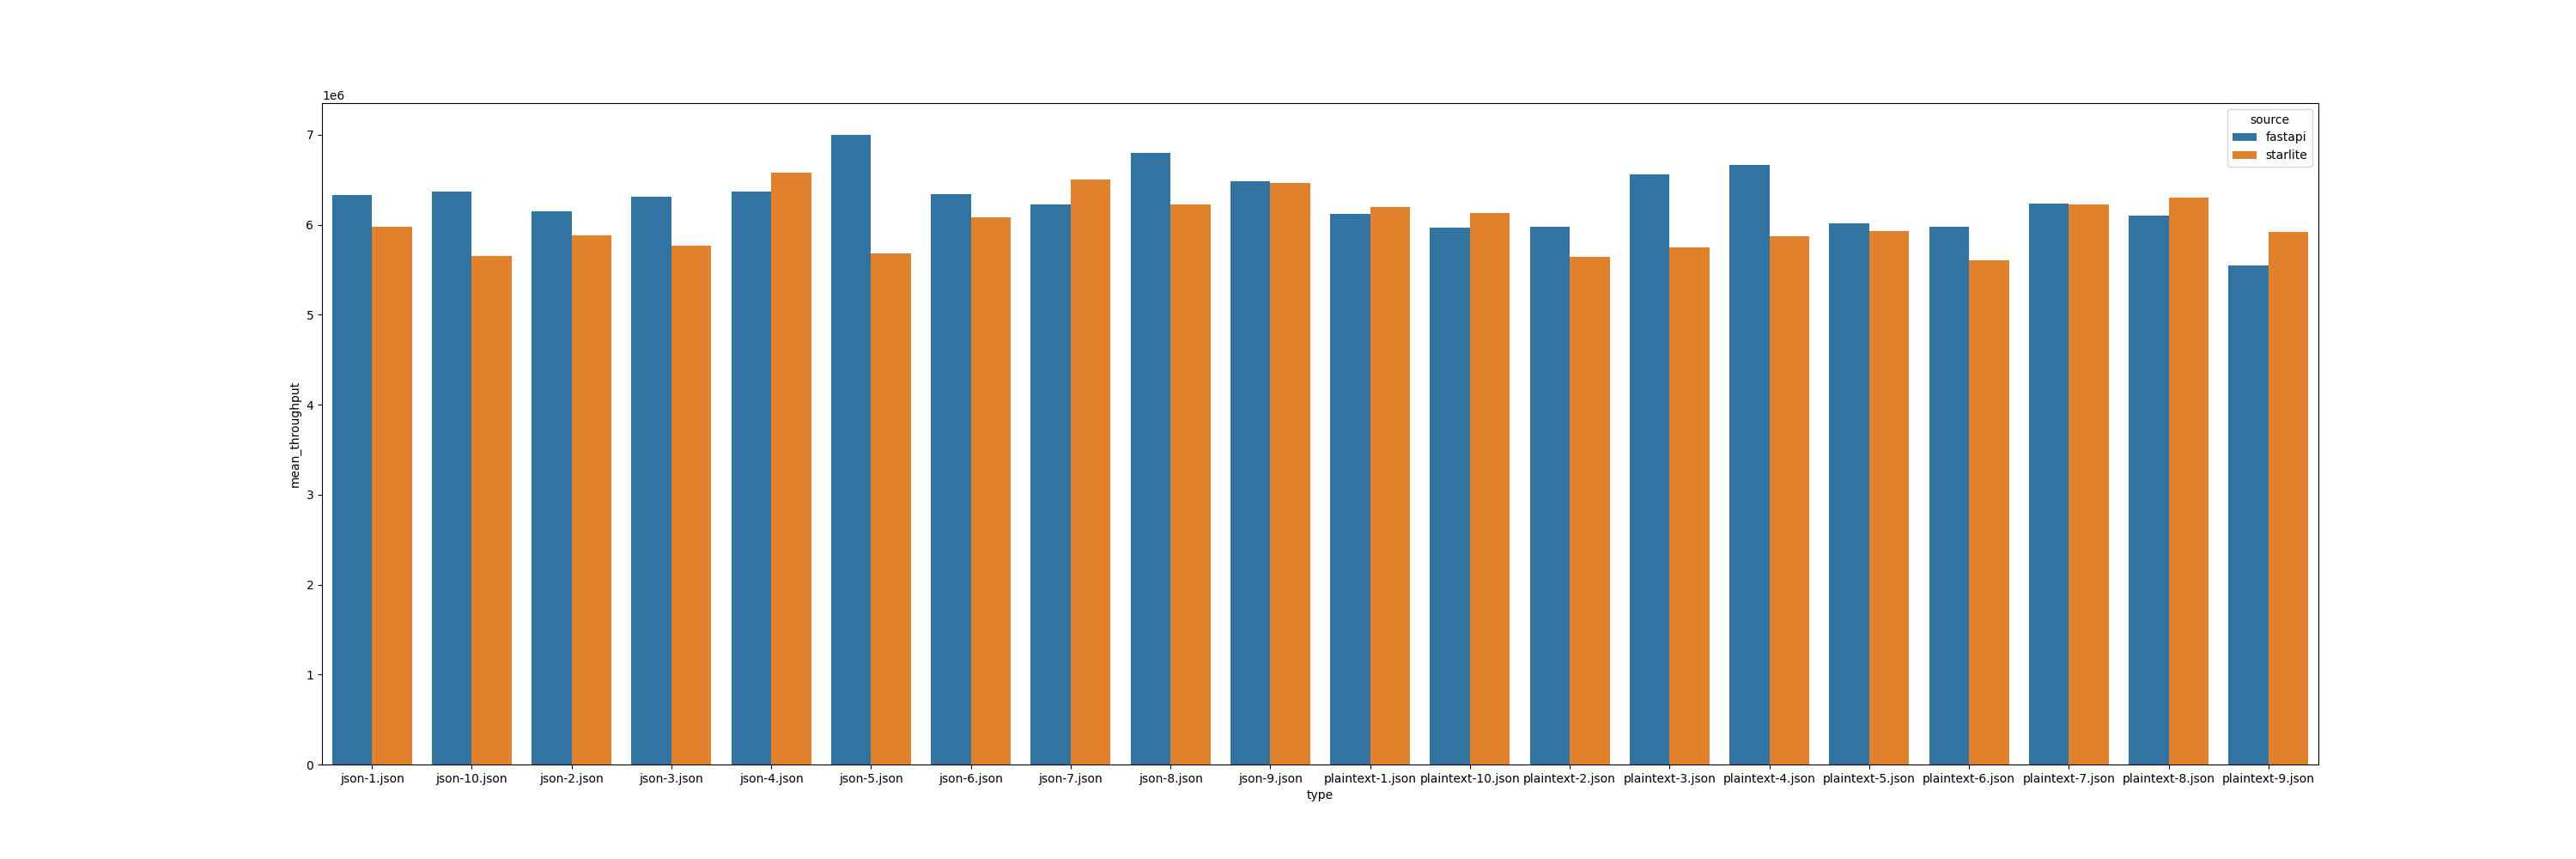 1e6
source
fastapi
starlite
7
6
5
4
3
2
1
0
mean_throughput
json-1.json json-10.json json-2.json json-3.json json-4.json json-5.json json-6.json json-7.json json-8.json json-9.json plaintext-1.json plaintext-10.json plaintext-2.json plaintext-3.json plaintext-4.json plaintext-5.json plaintext-6.json plaintext-7.json plaintext-8.json plaintext-9.json
type